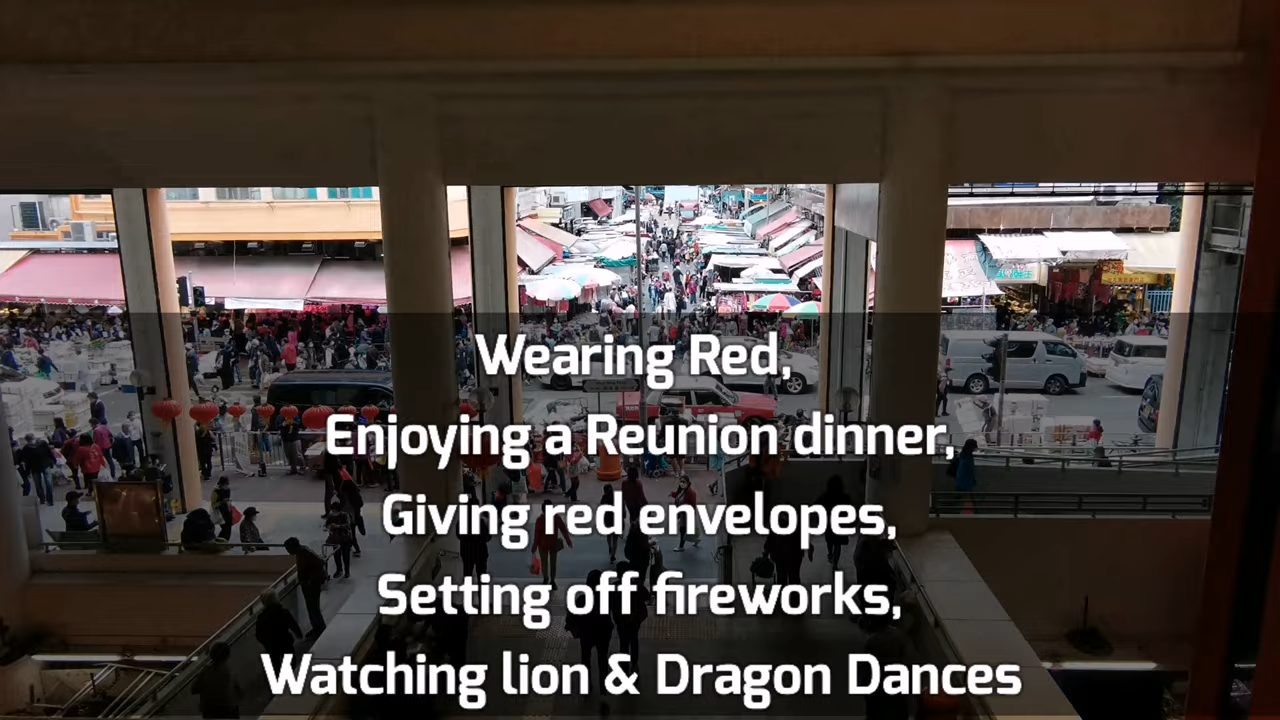 Wearing Red,
Enjoying a Reunion dinner,
Giving red envelopes,
Setting off fireworks,
Watching lion & Dragon Dances